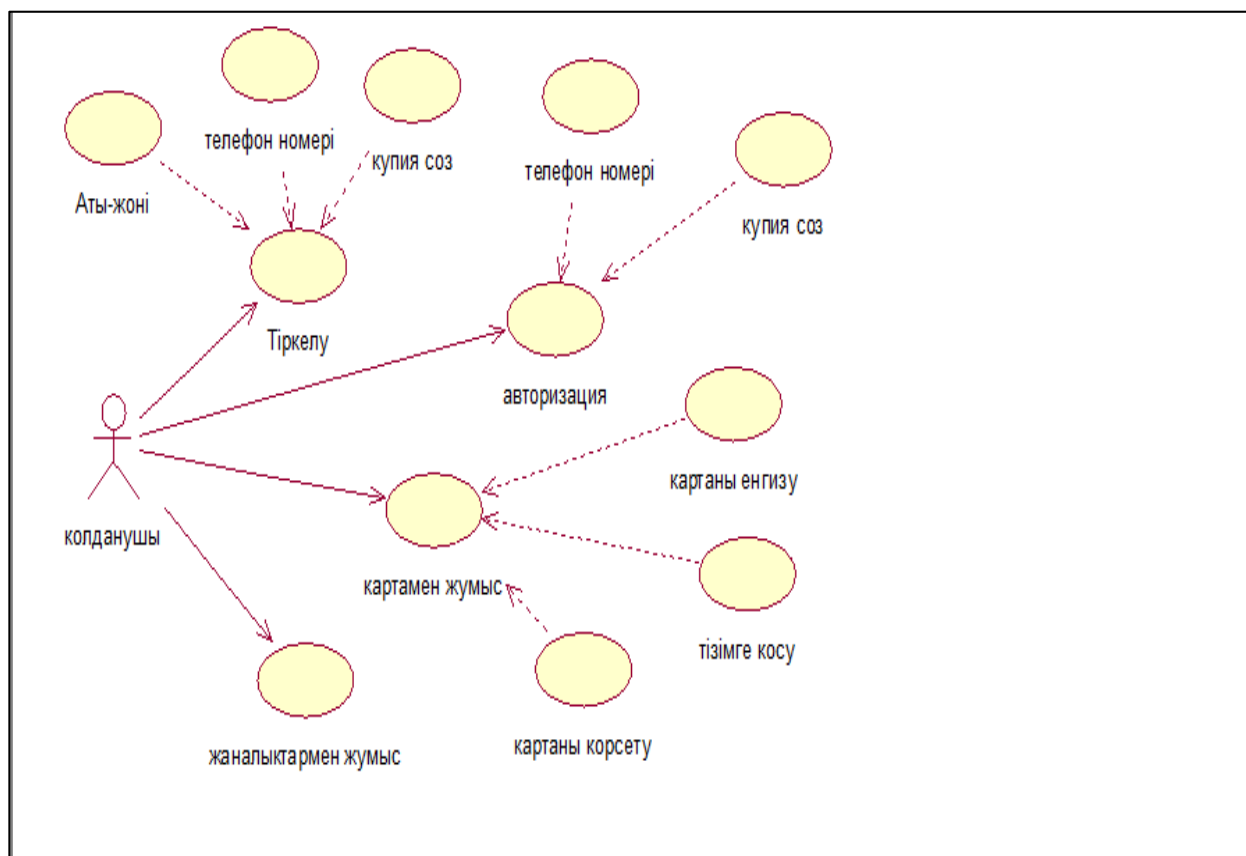 телефон номері
купия соз
телефон номері
Аты-жоні
купия соз
Тіркелу
авторизация
картаны енгизу
колданушы
картамен жумыс
тізімге косу
жаналыктармен жумыс
картаны корсету